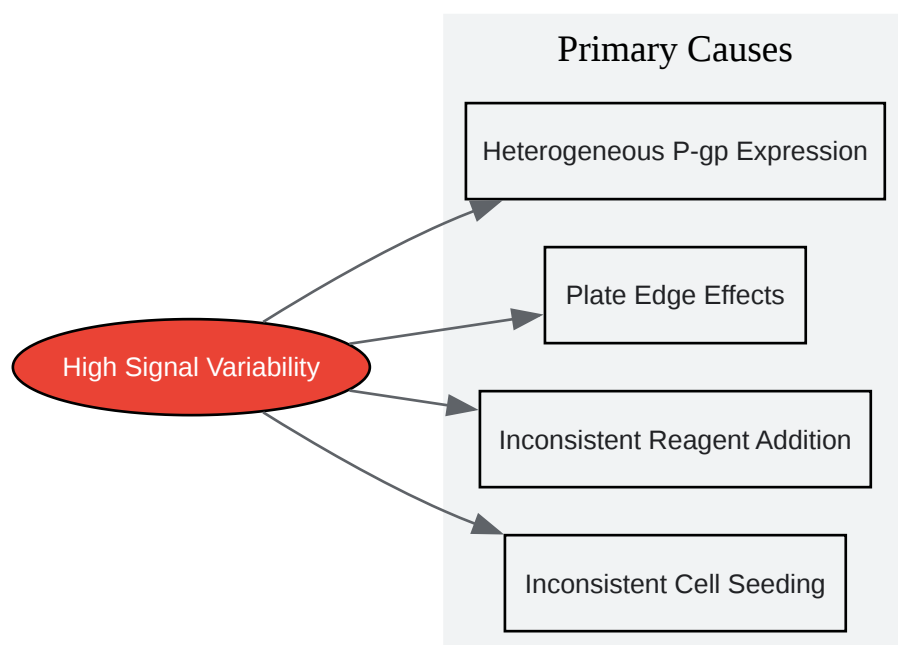 Primary Causes
Heterogeneous P-gp Expression
Plate Edge Effects
High Signal Variability
Inconsistent Reagent Addition
Inconsistent Cell Seeding